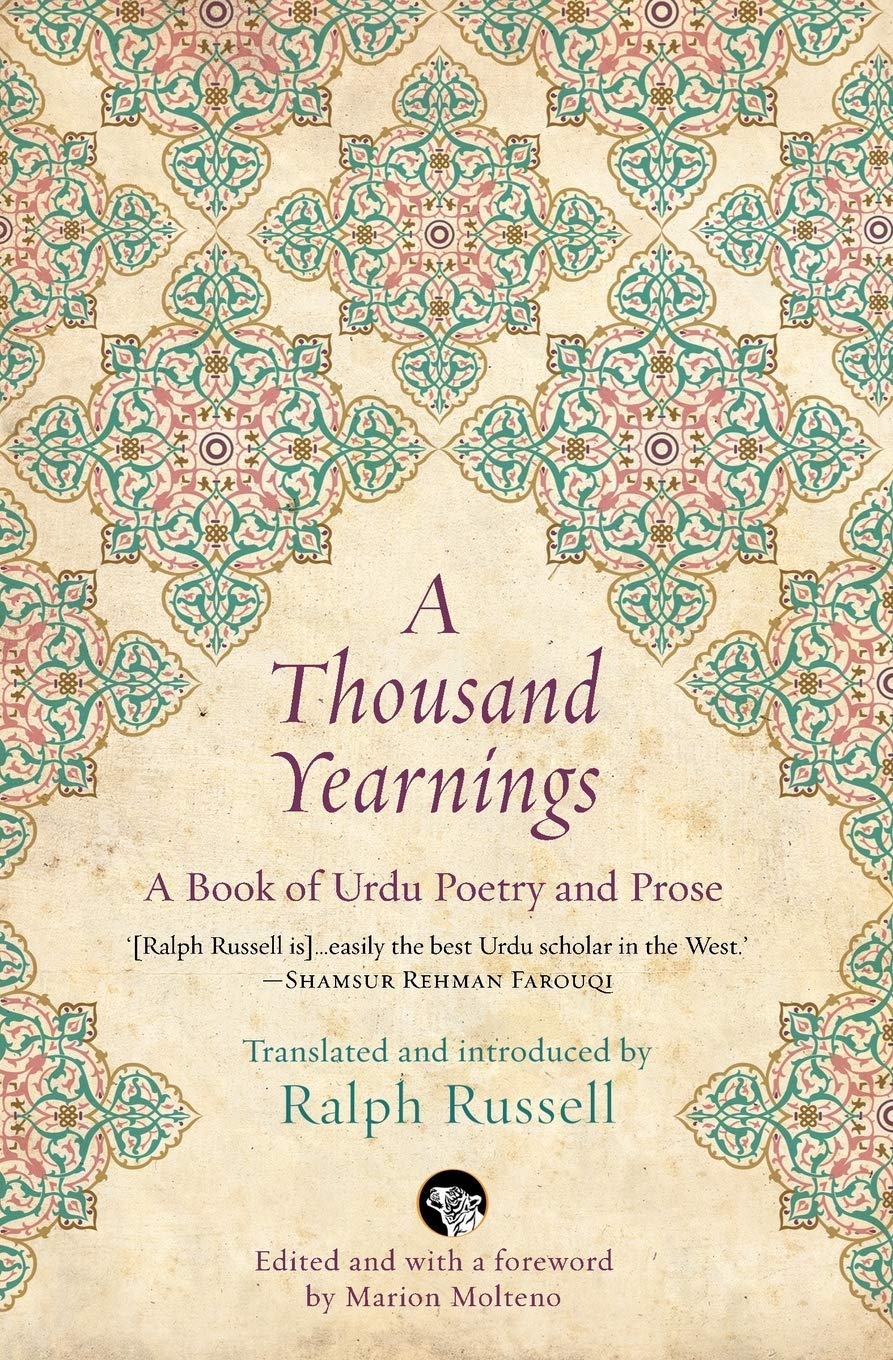 A
Thousand
Yearnings
A Book of Urdu Poetry and Prose
‘[Ralph Russell is]...easily the best Urdu scholar in the West.’
—SHAMSUR REHMAN FAROUQI
Translated and introduced by
Ralph Russell
Edited and with a foreword
by Marion Molteno